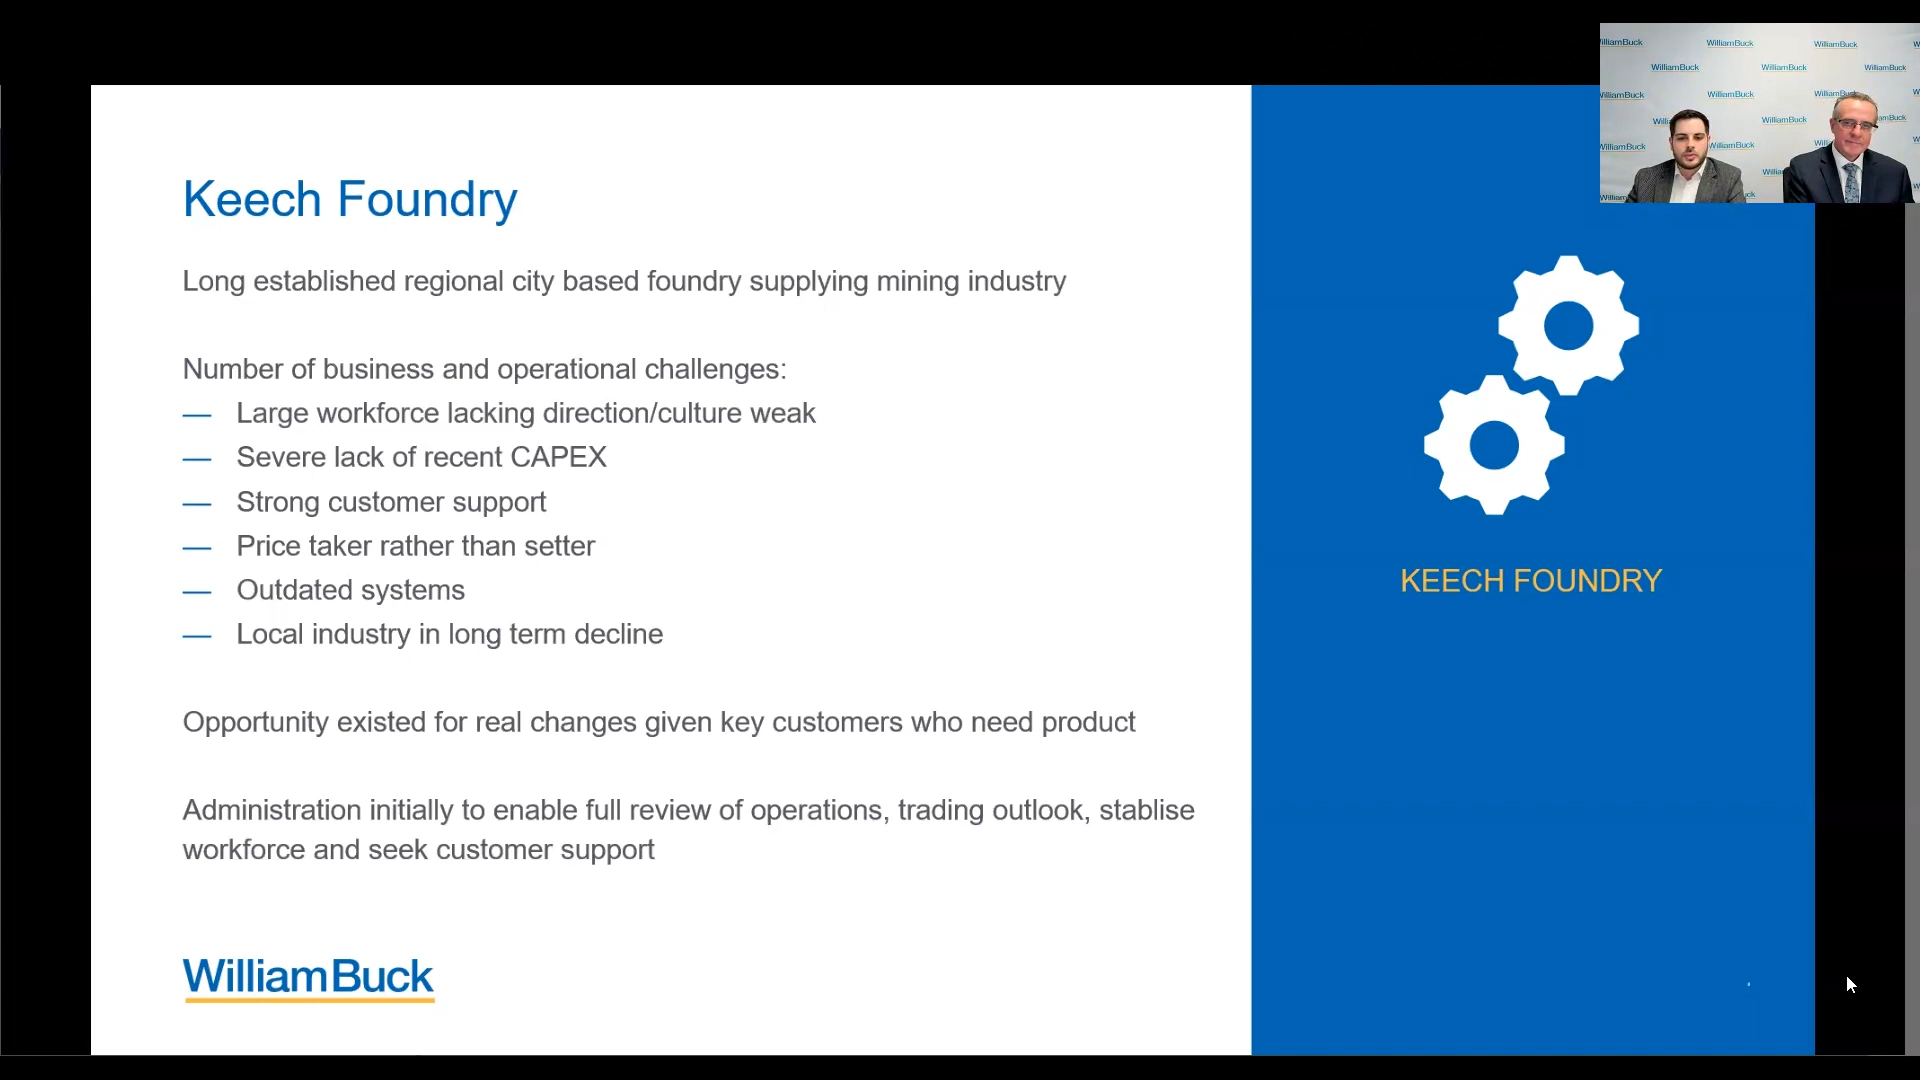 Keech Foundry
Long established regional city based foundry supplying mining industry
Number of business and operational challenges:
— Large workforce lacking direction/culture weak
— Severe lack of recent CAPEX
— Strong customer support
— Price taker rather than setter
— Outdated systems
— Local industry in long term decline
Opportunity existed for real changes given key customers who need product
Administration initially to enable full review of operations, trading outlook, stablise
workforce and seek customer support
WilliamBuck
KEECH FOUNDRY
WilliamBuck WilliamBuck WilliamBuck
WilliamBuck WilliamBuck WilliamBuck
WilliamBuck WilliamBuck WilliamBuck
WilliamBuck
WilliamBuck WilliamBuck